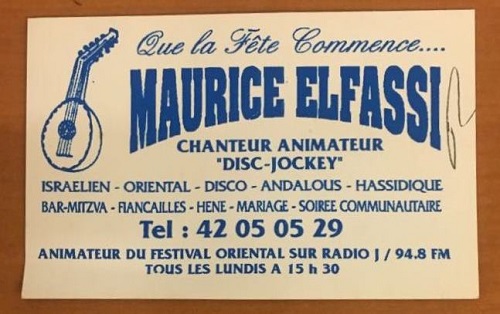 Que la Fête Commence....
MAURICE ELFASSI
CHANTEUR ANIMATEUR
"DISC-JOCKEY"
ISRAELIEN - ORIENTAL - DISCO - ANDALOUS - HASSIDIQUE
BAR-MITZVA - FIANCAILLES - HENE - MARIAGE - SOIREE COMMUNAUTAIRE
Tel : 42 05 05 29
ANIMATEUR DU FESTIVAL ORIENTAL SUR RADIO J / 94.8 FM
TOUS LES LUNDIS A 15 h 30